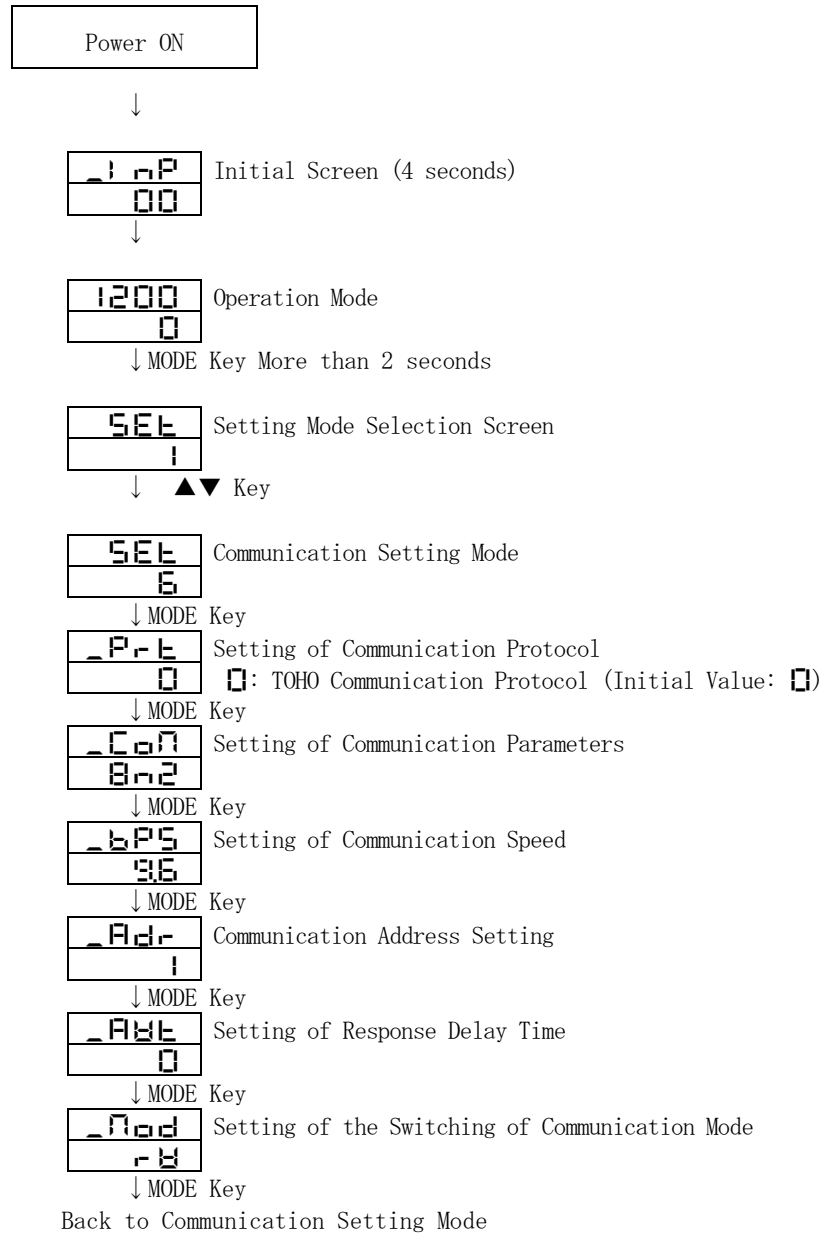 Power ON
↓
_InP Initial Screen (4 seconds)
00
↓
1200 Operation Mode
0
↓MODE Key More than 2 seconds
SEt Setting Mode Selection Screen
1
↓ ▲▼ Key
SEt Communication Setting Mode
6
↓MODE Key
_Prt Setting of Communication Protocol
0 0: TOHO Communication Protocol (Initial Value: 0)
↓MODE Key
_CoM Setting of Communication Parameters
8n2
↓MODE Key
_bPS Setting of Communication Speed
9.6
↓MODE Key
_Adr Communication Address Setting
1
↓MODE Key
_AWt Setting of Response Delay Time
0
↓MODE Key
_Mod Setting of the Switching of Communication Mode
rW
↓MODE Key
Back to Communication Setting Mode